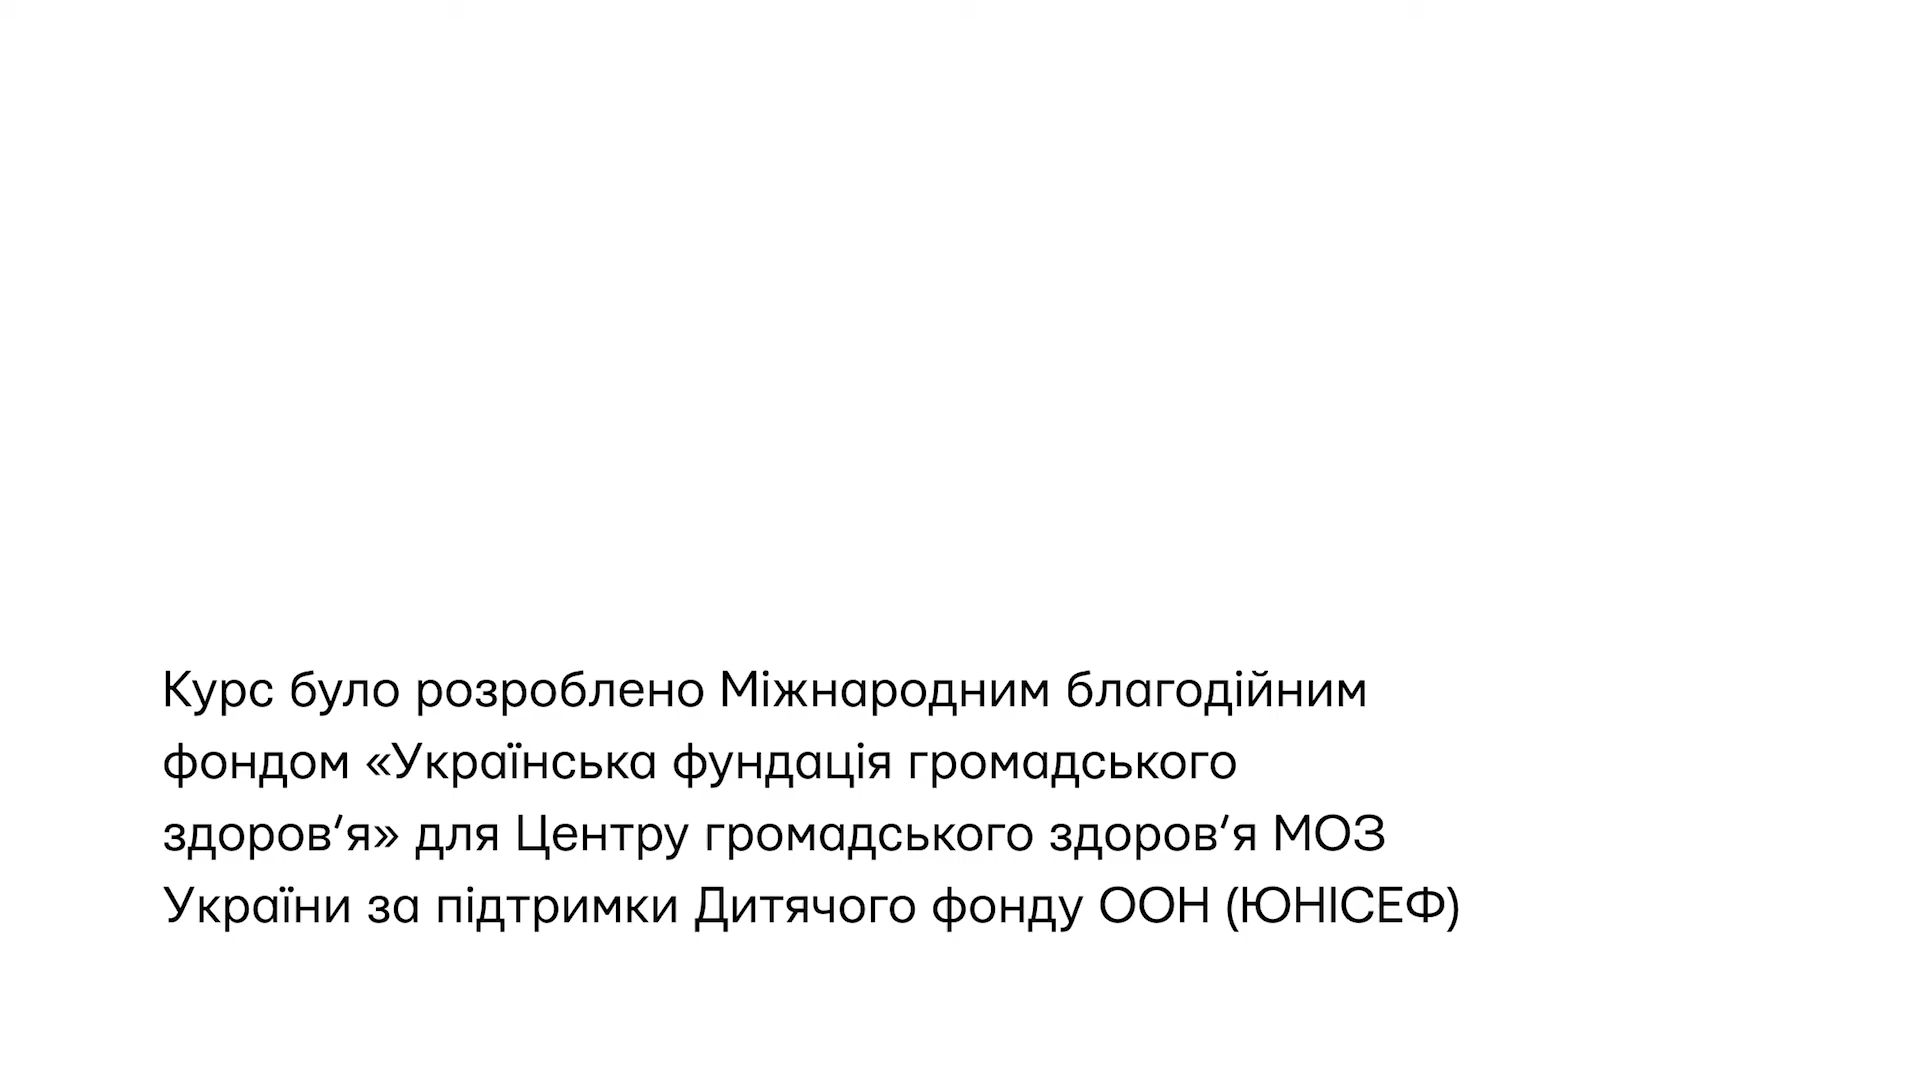 Курс було розроблено Міжнародним благодійним
фондом «Українська фундація громадського
здоров’я» для Центру громадського здоров’я МОЗ
України за підтримки Дитячого фонду ООН (ЮНІСЕФ)